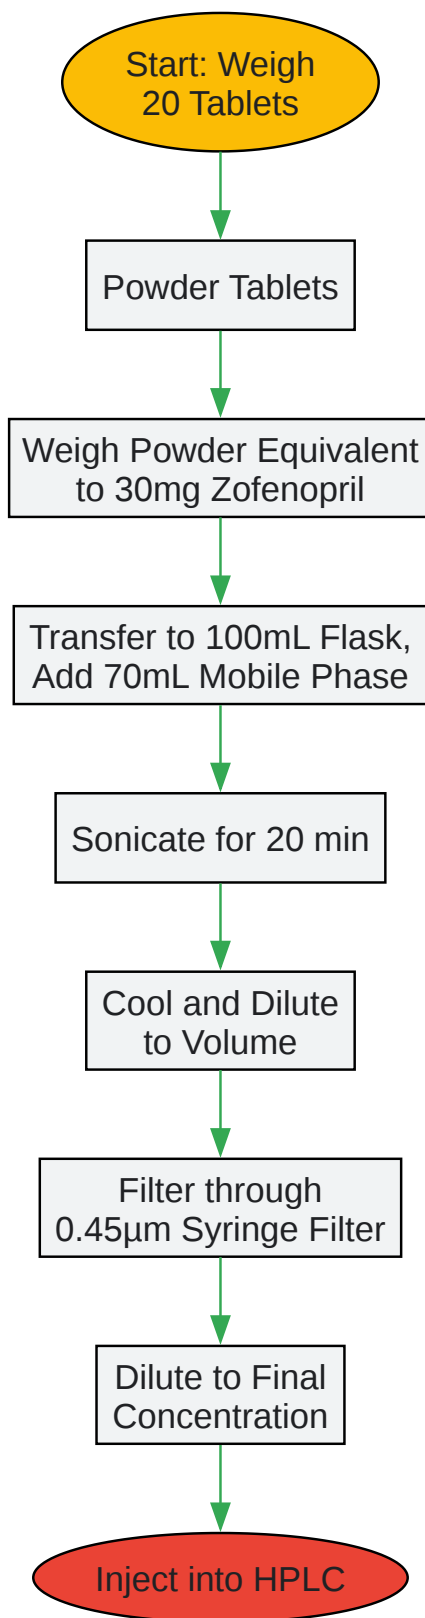 Start: Weigh
20 Tablets
Powder Tablets
Weigh Powder Equivalent
to 30mg Zofenopril
Transfer to 100mL Flask,
Add 70mL Mobile Phase
Sonicate for 20 min
Cool and Dilute
to Volume
Filter through
0.45µm Syringe Filter
Dilute to Final
Concentration
Inject into HPLC